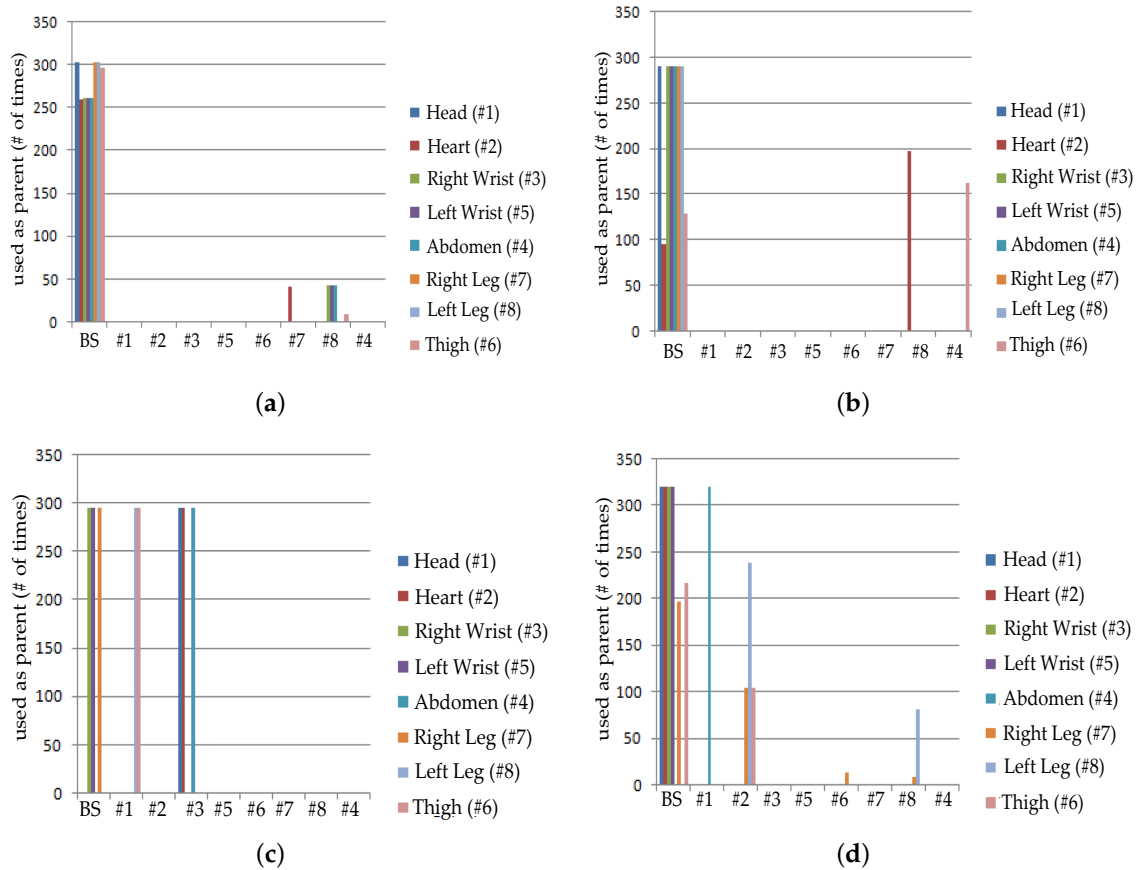 used as parent (# of times)
350
300
250
200
150
100
50
0
BS #1 #2 #3 #5 #6 #7 #8 #4
Head (#1)
Heart (#2)
Right Wrist (#3)
Left Wrist (#5)
Abdomen (#4)
Right Leg (#7)
Left Leg (#8)
Thigh (#6)
(a)
used as parent (# of times)
350
300
250
200
150
100
50
0
BS #1 #2 #3 #5 #6 #7 #8 #4
Head (#1)
Heart (#2)
Right Wrist (#3)
Left Wrist (#5)
Abdomen (#4)
Right Leg (#7)
Left Leg (#8)
Thigh (#6)
(b)
used as parent (# of times)
350
300
250
200
150
100
50
0
BS #1 #2 #3 #5 #6 #7 #8 #4
Head (#1)
Heart (#2)
Right Wrist (#3)
Left Wrist (#5)
Abdomen (#4)
Right Leg (#7)
Left Leg (#8)
Thigh (#6)
(c)
used as parent (# of times)
350
300
250
200
150
100
50
0
BS #1 #2 #3 #5 #6 #7 #8 #4
Head (#1)
Heart (#2)
Right Wrist (#3)
Left Wrist (#5)
Abdomen (#4)
Right Leg (#7)
Left Leg (#8)
Thigh (#6)
(d)